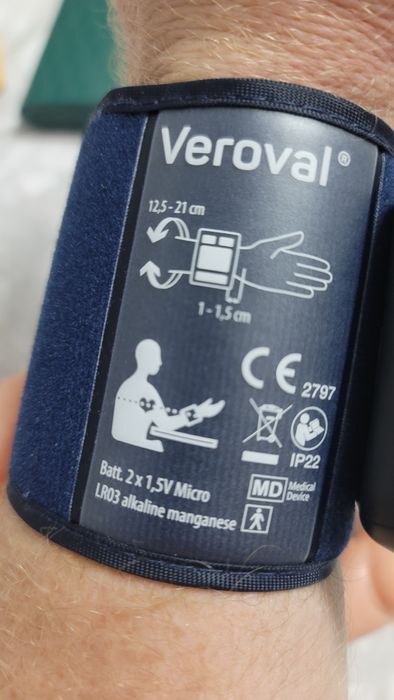 Veroval®
12,5 - 21 cm
1 - 1,5 cm
CE 2797
IP22
Batt. 2 x 1,5V Micro
LR03 alkaline manganese
MD Medical
Device